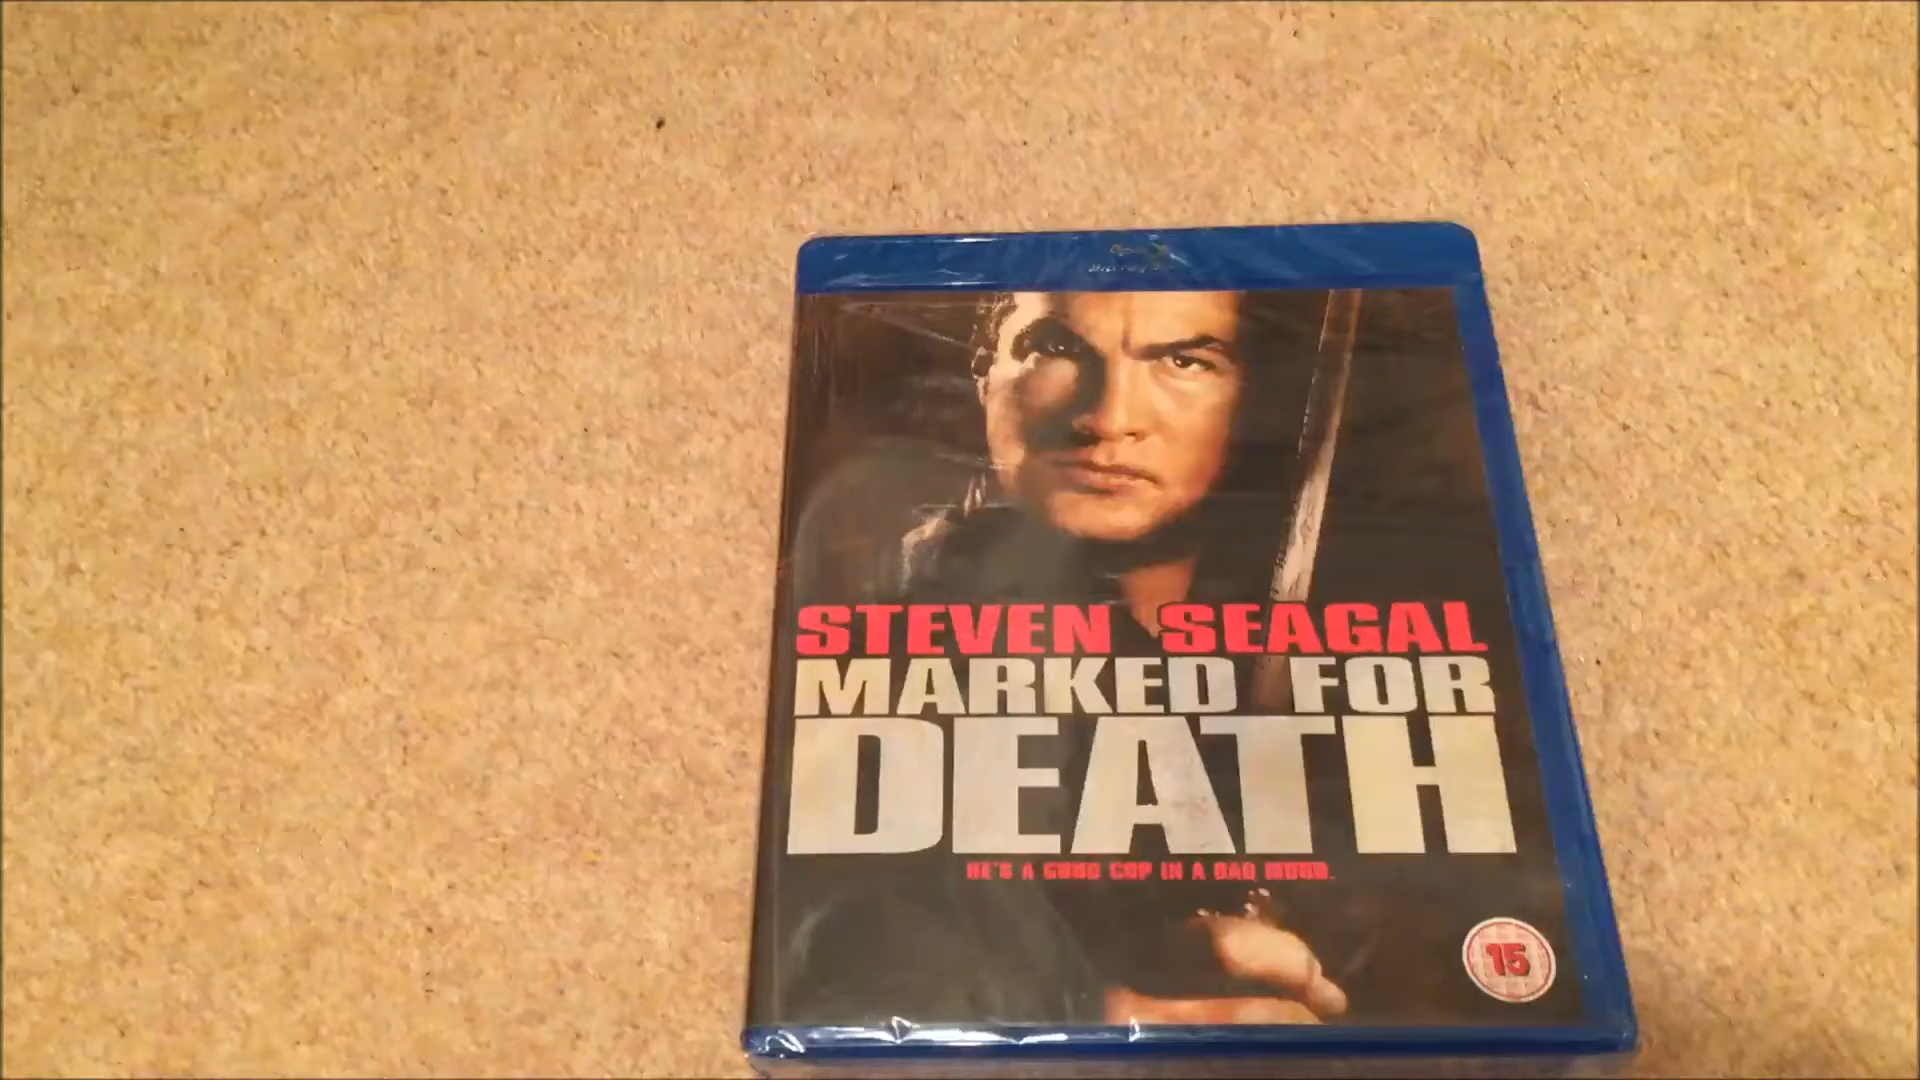 STEVEN SEAGAL
MARKED FOR
DEATH
HE'S A GOOD COP IN A BAD MOOD.
15